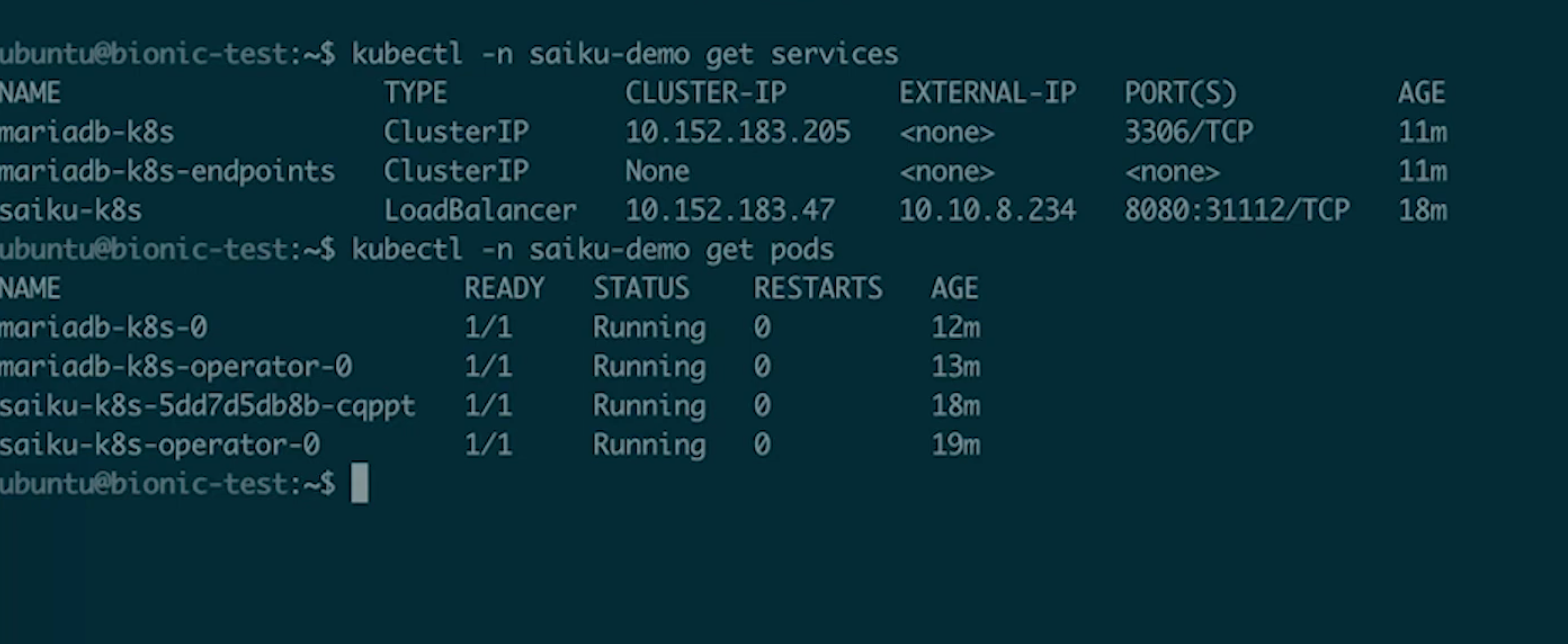 ubuntu@bionic-test:~$ kubectl -n saiku-demo get services
NAME TYPE CLUSTER-IP EXTERNAL-IP PORT(S) AGE
mariadb-k8s ClusterIP 10.152.183.205 <none> 3306/TCP 11m
mariadb-k8s-endpoints ClusterIP None <none> <none> 11m
saiku-k8s LoadBalancer 10.152.183.47 10.10.8.234 8080:31112/TCP 18m
ubuntu@bionic-test:~$ kubectl -n saiku-demo get pods
NAME READY STATUS RESTARTS AGE
mariadb-k8s-0 1/1 Running 0 12m
mariadb-k8s-operator-0 1/1 Running 0 13m
saiku-k8s-5dd7d5db8b-cqppt 1/1 Running 0 18m
saiku-k8s-operator-0 1/1 Running 0 19m
ubuntu@bionic-test:~$